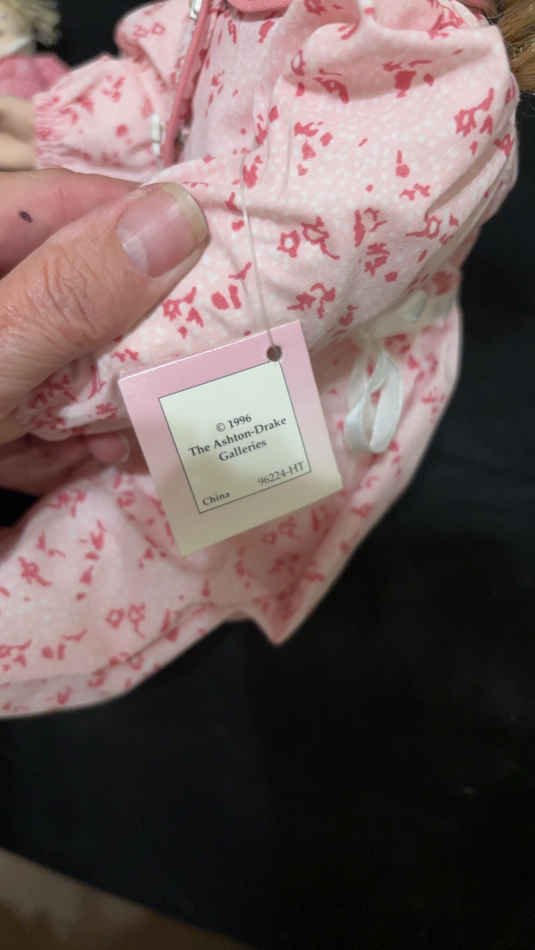 © 1996
The Ashton-Drake
Galleries
China 96224-HT